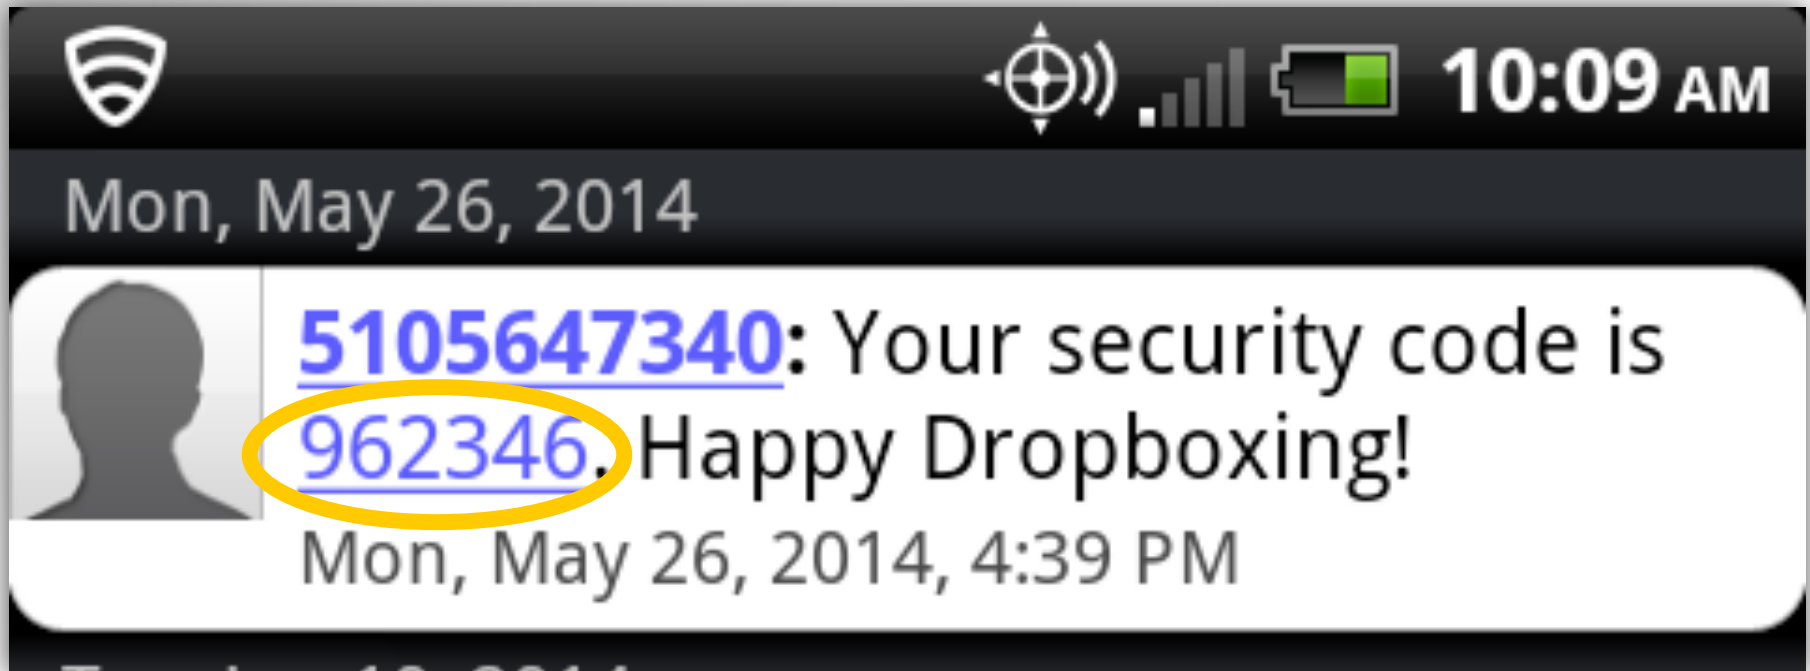 10:09 AM
Mon, May 26, 2014
5105647340: Your security code is
962346. Happy Dropboxing!
Mon, May 26, 2014, 4:39 PM